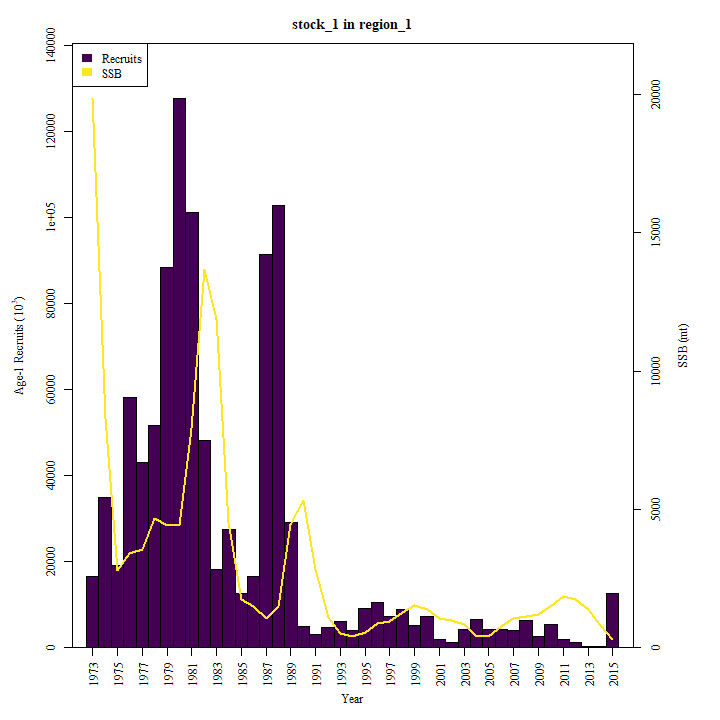 stock_1 in region_1
Recruits
SSB
Age-1 Recruits (10³)
0
20000
40000
60000
80000
1e+05
120000
140000
SSB (mt)
0
5000
10000
15000
20000
1973 1975 1977 1979 1981 1983 1985 1987 1989 1991 1993 1995 1997 1999 2001 2003 2005 2007 2009 2011 2013 2015
Year